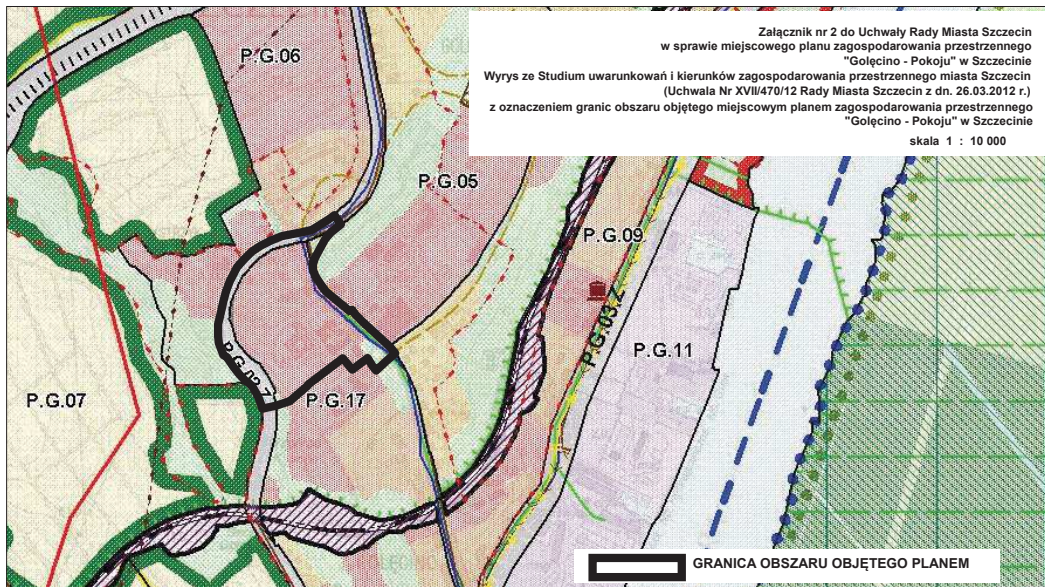 Załącznik nr 2 do Uchwały Rady Miasta Szczecin
w sprawie miejscowego planu zagospodarowania przestrzennego
"Golęcino - Pokoju" w Szczecinie
Wyrys ze Studium uwarunkowań i kierunków zagospodarowania przestrzennego miasta Szczecin
(Uchwala Nr XVII/470/12 Rady Miasta Szczecin z dn. 26.03.2012 r.)
z oznaczeniem granic obszaru objętego miejscowym planem zagospodarowania przestrzennego
"Golęcino - Pokoju" w Szczecinie
skala 1 : 10 000
P.G.06
P.G.05
P.G.09
P.G.03.Z
P.G.11
P.G.02.Z
P.G.07
P.G.17
GRANICA OBSZARU OBJĘTEGO PLANEM